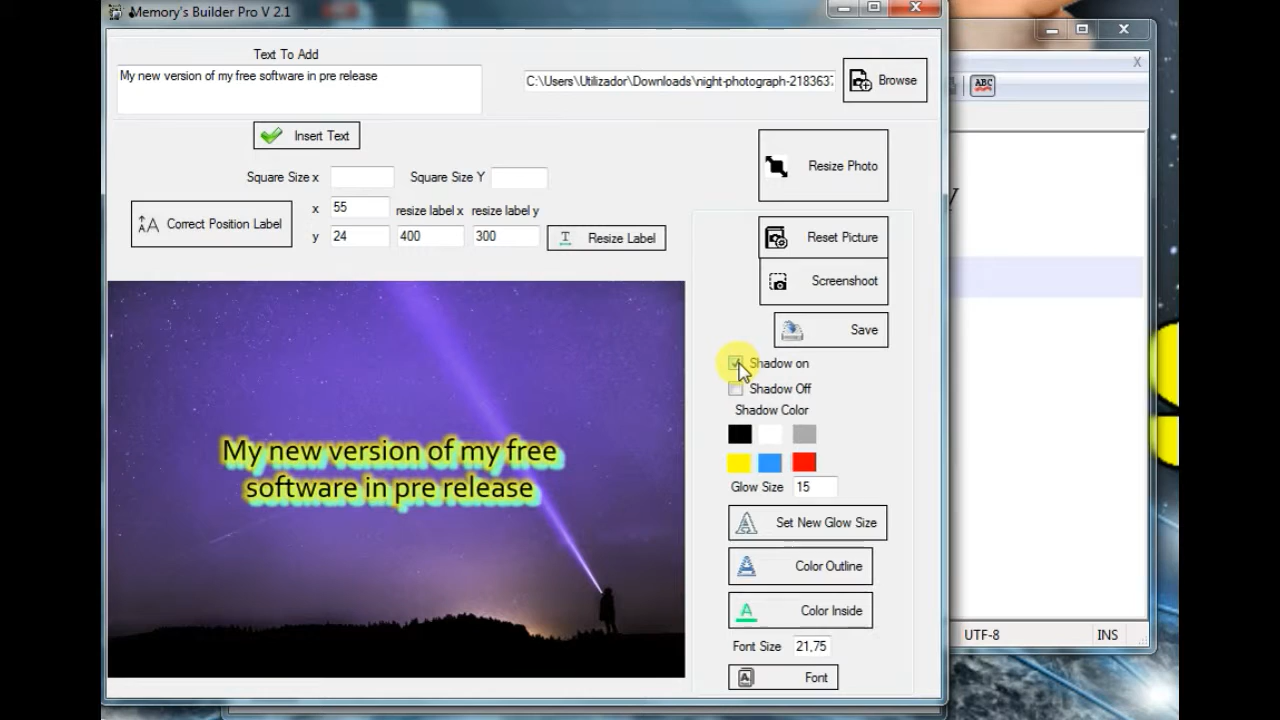 Memory's Builder Pro V 2.1
Text To Add
My new version of my free software in pre release
C:\Users\Utilizador\Downloads\night-photograph-2183637
Browse
Insert Text
Square Size x
Square Size Y
Resize Photo
Correct Position Label
x 55 resize label x resize label y
y 24 400 300 Resize Label
Reset Picture
Screenshoot
Save
Shadow on
Shadow Off
Shadow Color
My new version of my free
software in pre release
Glow Size 15
Set New Glow Size
Color Outline
Color Inside
Font Size 21,75
Font
ABC
UTF-8 INS